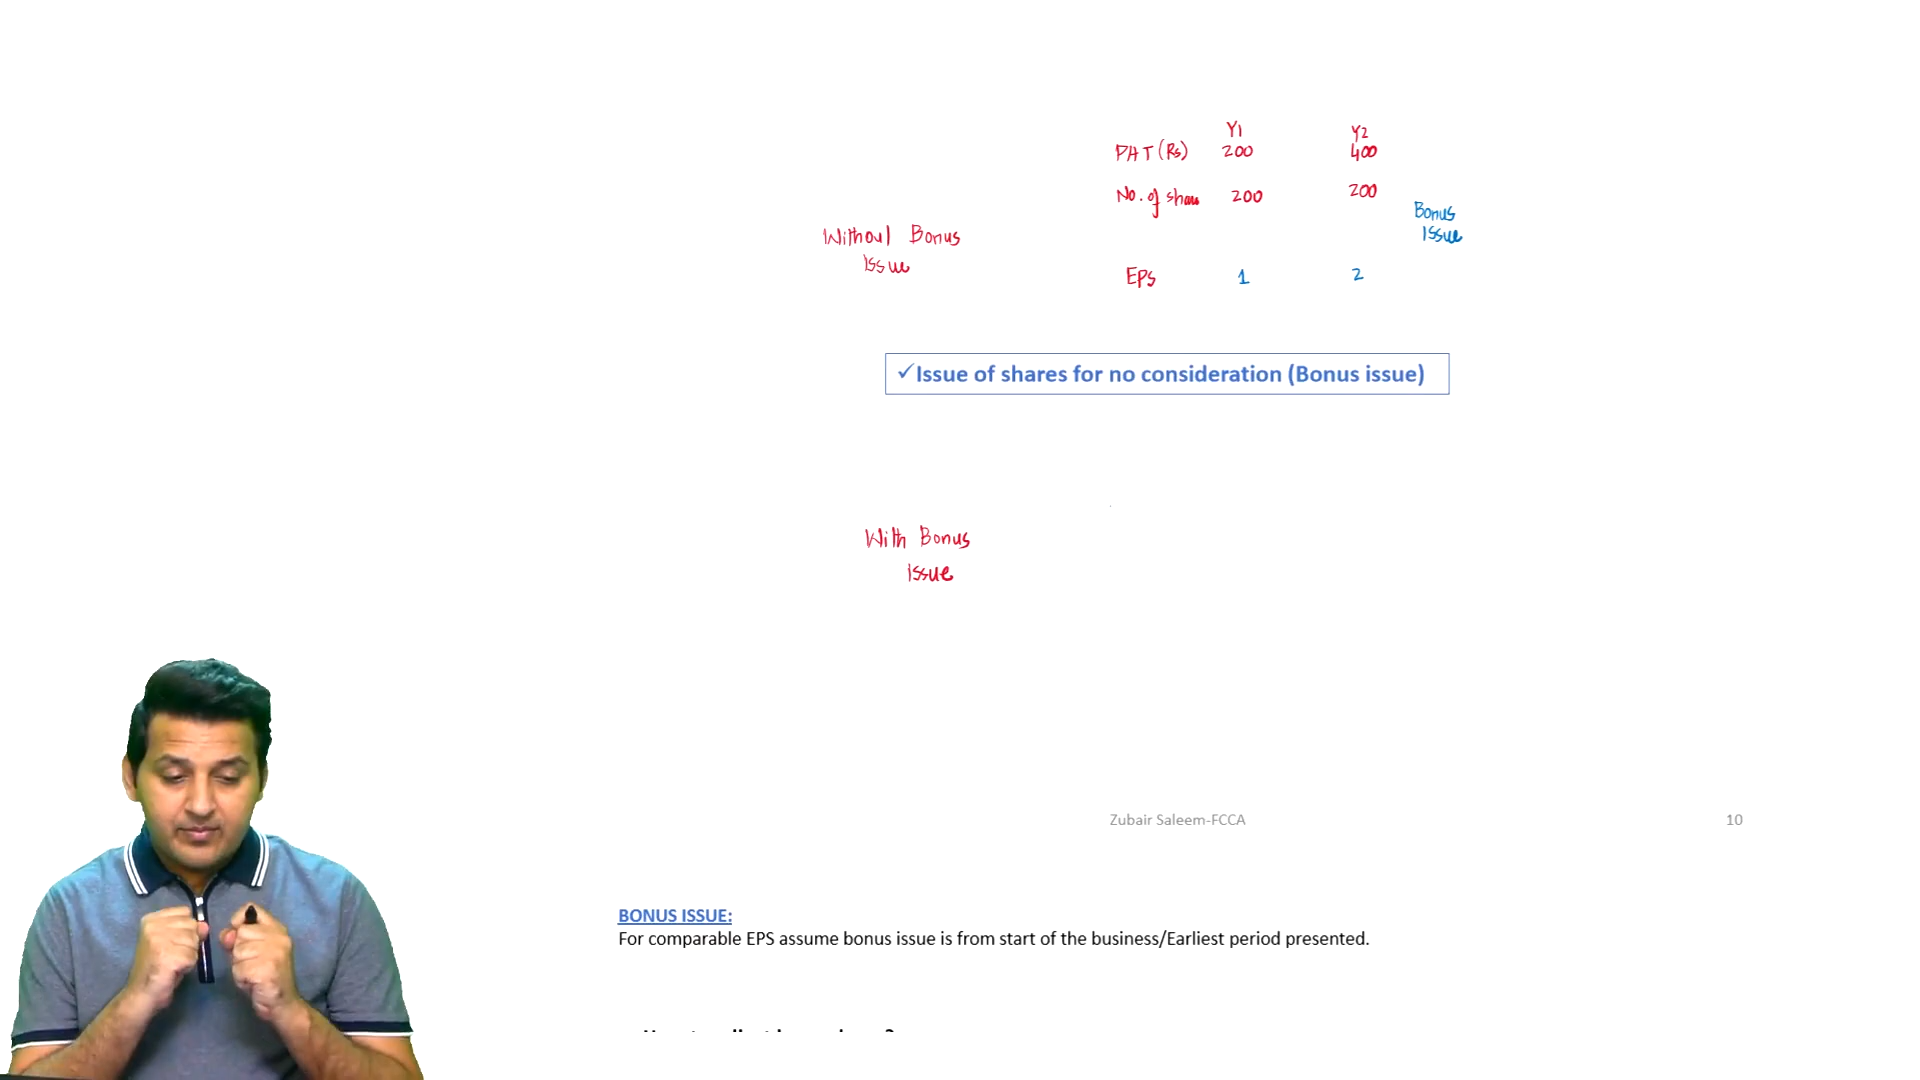 Y1 Y2
PAT (Rs) 200 400
No. of share 200 200
Bonus
Issue
Without Bonus
Issue
EPS 1 2
✓Issue of shares for no consideration (Bonus issue)
With Bonus
Issue
Zubair Saleem-FCCA 10
BONUS ISSUE:
For comparable EPS assume bonus issue is from start of the business/Earliest period presented.